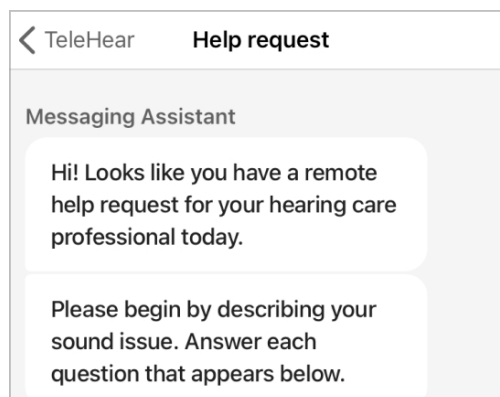 TeleHear
Help request
Messaging Assistant
Hi! Looks like you have a remote
help request for your hearing care
professional today.
Please begin by describing your
sound issue. Answer each
question that appears below.